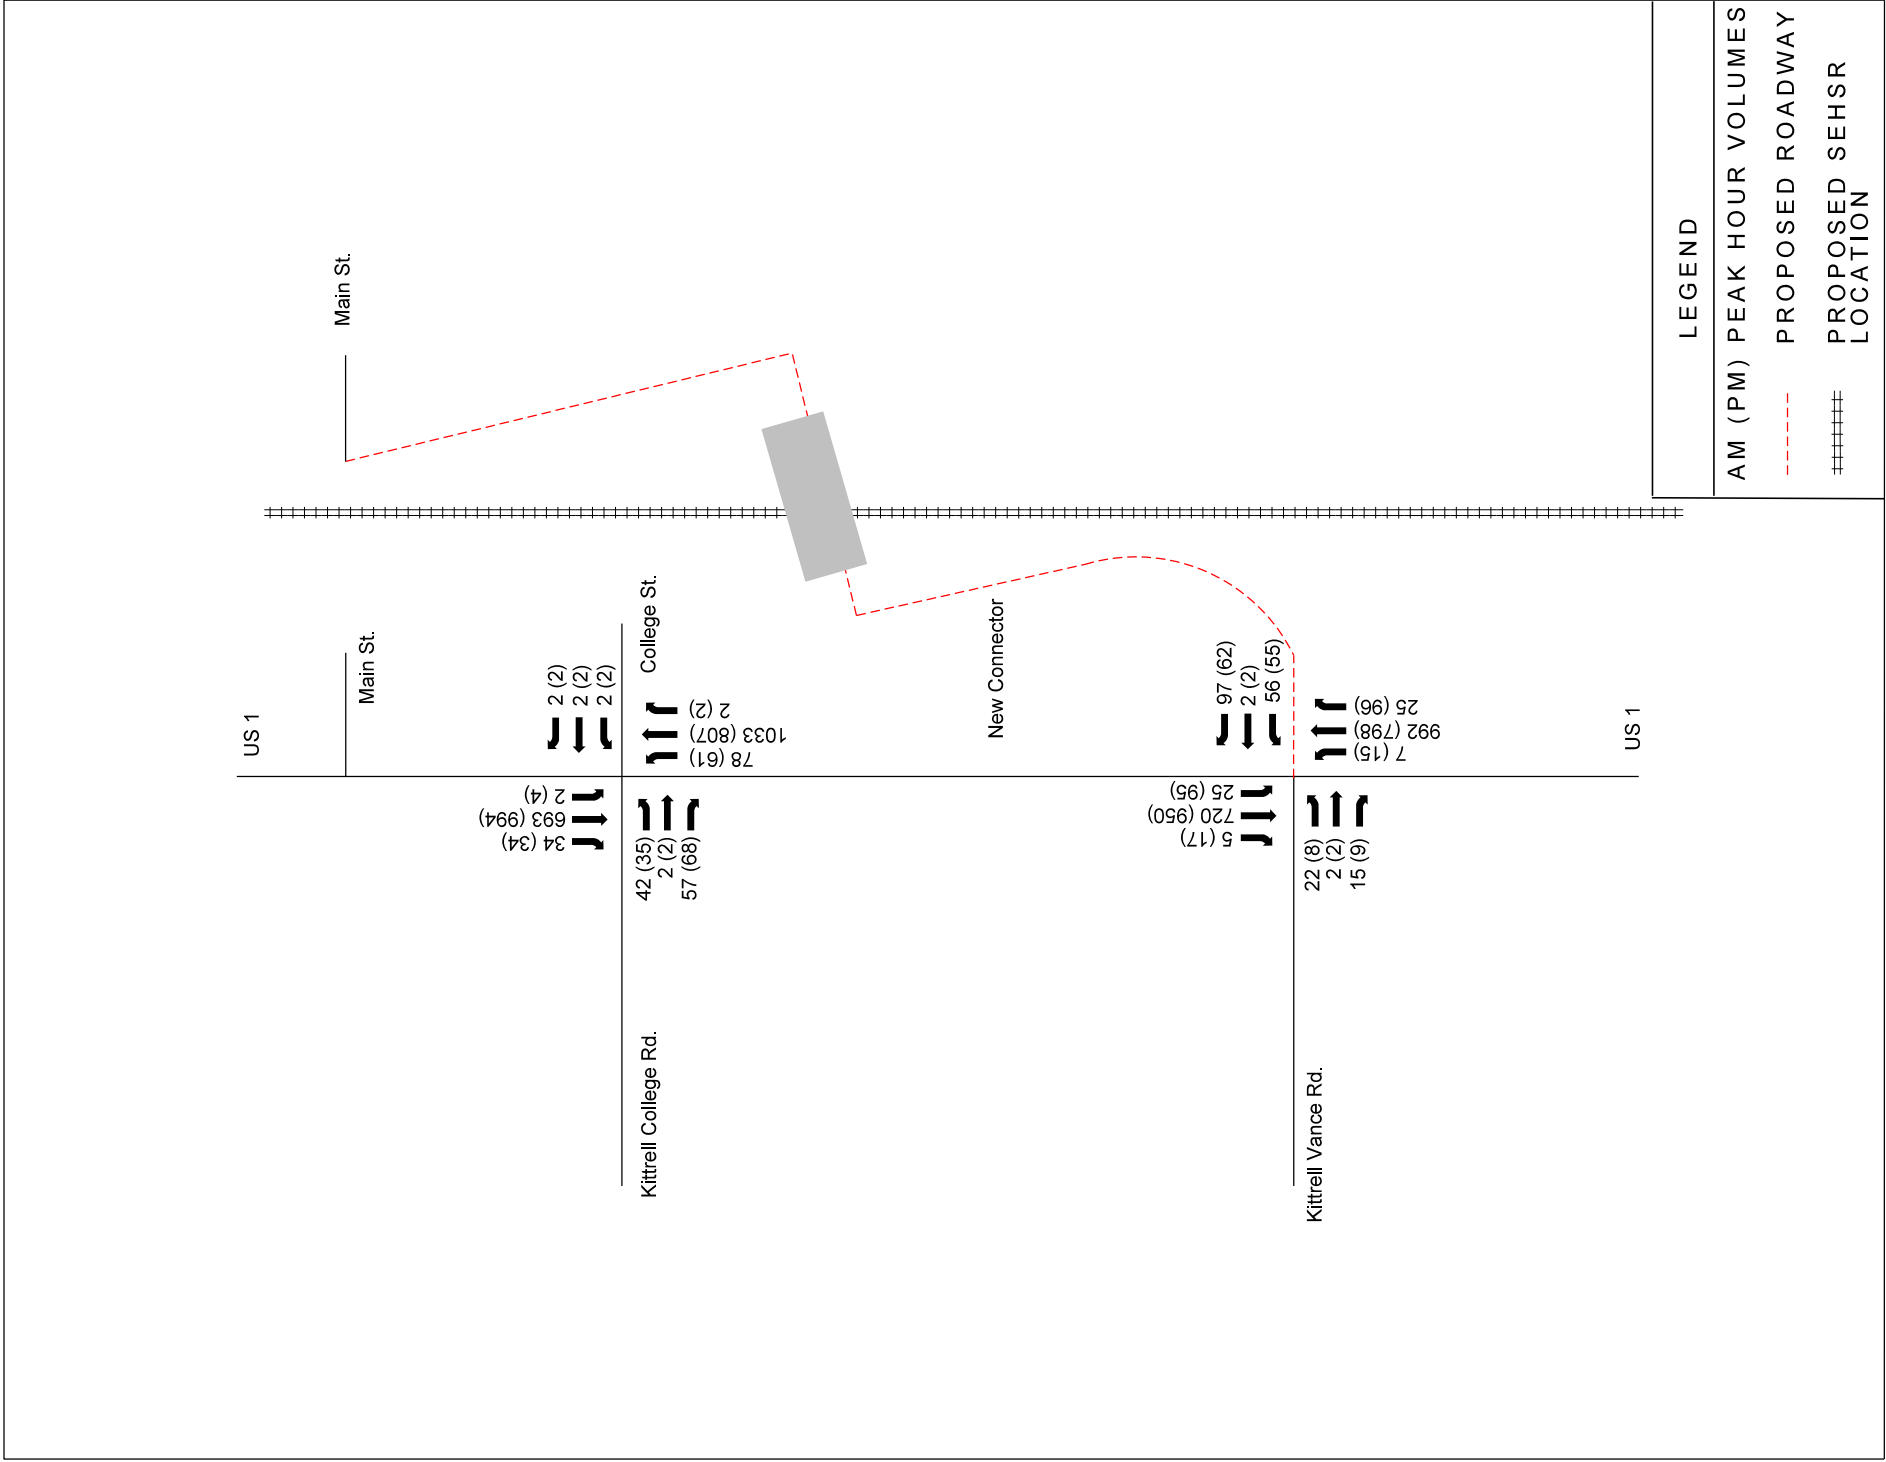 US 1
Main St.
Main St.
2 (2)
2 (2)
2 (2)
College St.
2 (2)
1033 (807)
78 (61)
2 (4)
693 (994)
34 (34)
42 (35)
2 (2)
57 (68)
Kittrell College Rd.
New Connector
97 (62)
2 (2)
56 (55)
25 (96)
992 (798)
7 (15)
25 (95)
720 (950)
5 (17)
22 (8)
2 (2)
15 (9)
Kittrell Vance Rd.
US 1
LEGEND
AM (PM) PEAK HOUR VOLUMES
PROPOSED ROADWAY
PROPOSED SEHSR
LOCATION